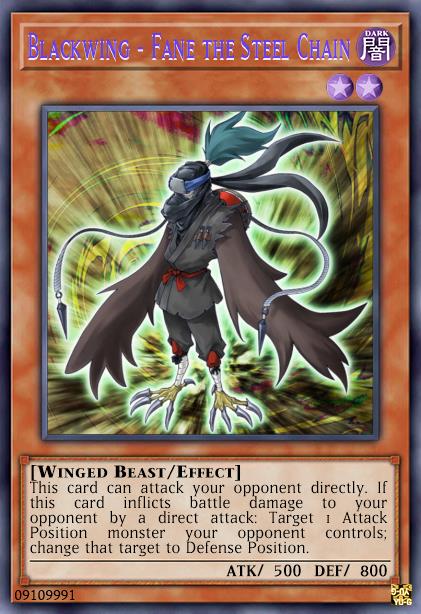 Blackwing - Fane the Steel Chain
DARK
闇
[Winged Beast/Effect]
This card can attack your opponent directly. If
this card inflicts battle damage to your
opponent by a direct attack: Target 1 Attack
Position monster your opponent controls;
change that target to Defense Position.
ATK/ 500 DEF/ 800
09109991